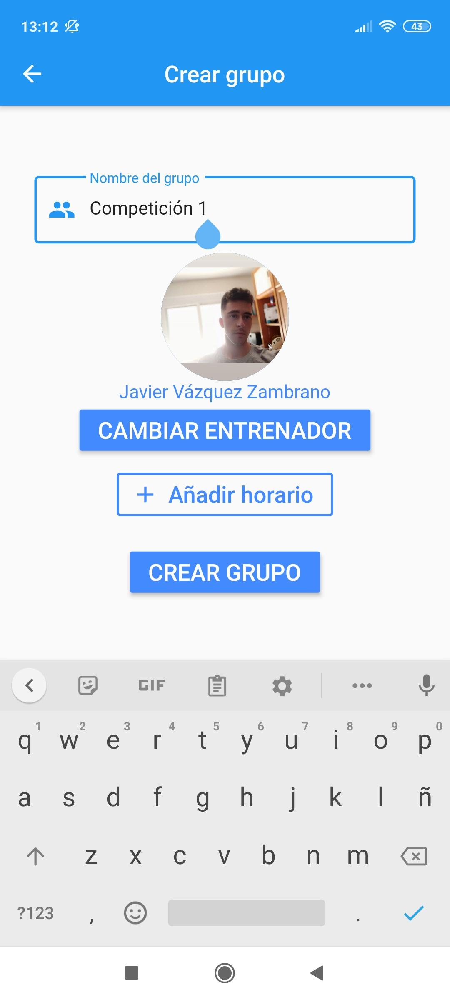 13:12
43
Crear grupo
Nombre del grupo
Competición 1
Javier Vázquez Zambrano
CAMBIAR ENTRENADOR
+ Añadir horario
CREAR GRUPO
GIF
1 2 3 4 5 6 7 8 9 0
q w e r t y u i o p
a s d f g h j k l ñ
z x c v b n m
?123 , .